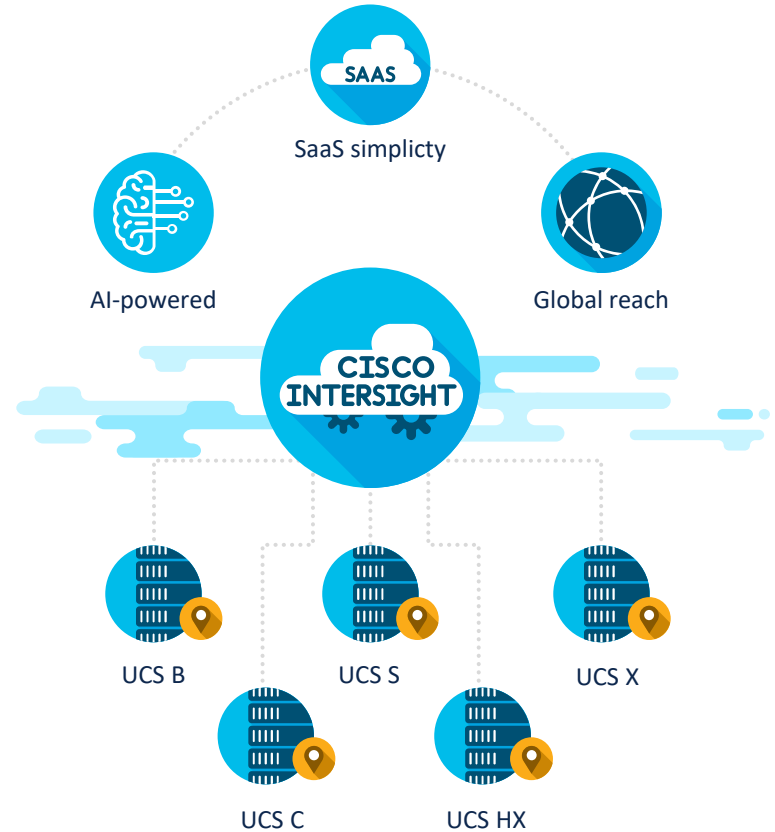 SAAS
SaaS simplicty
AI-powered
Global reach
CISCO
INTERSIGHT
UCS B
UCS S
UCS X
UCS C
UCS HX